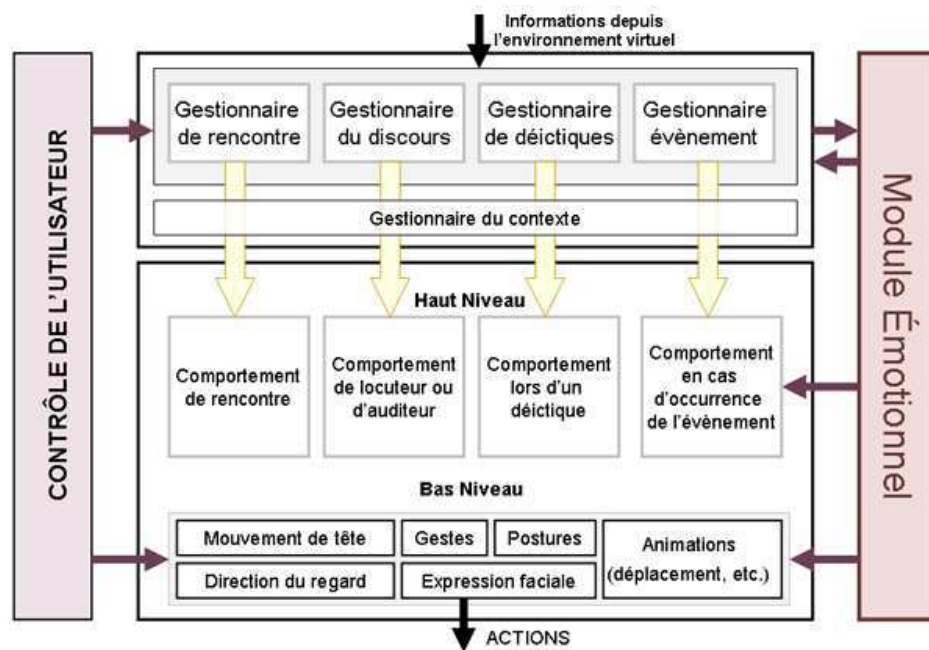 Informations depuis
l'environnement virtuel
CONTRÔLE DE L'UTILISATEUR
Gestionnaire
de rencontre
Gestionnaire
du discours
Gestionnaire
de déictiques
Gestionnaire
évènement
Gestionnaire du contexte
Module Émotionnel
Haut Niveau
Comportement
de rencontre
Comportement
de locuteur ou
d'auditeur
Comportement
lors d'un
déictique
Comportement
en cas
d'occurrence
de l'évènement
Bas Niveau
Mouvement de tête
Gestes
Postures
Animations
(déplacement, etc.)
Direction du regard
Expression faciale
ACTIONS